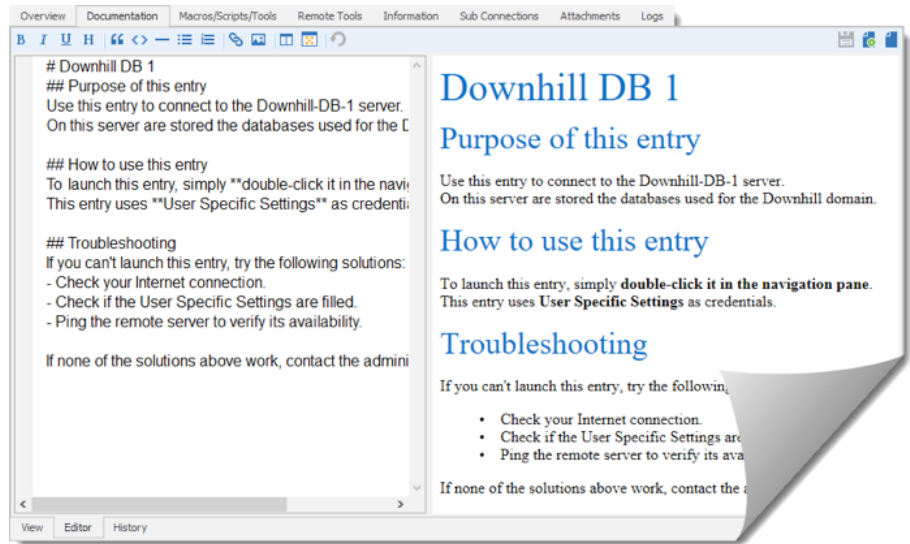 Overview Documentation Macros/Scripts/Tools Remote Tools Information Sub Connections Attachments Logs
B I U H
# Downhill DB 1
## Purpose of this entry
Use this entry to connect to the Downhill-DB-1 server.
On this server are stored the databases used for the
## How to use this entry
To launch this entry, simply **double-click it in the
This entry uses **User Specific Settings** as
## Troubleshooting
If you can't launch this entry, try the following solutions:
- Check your Internet connection.
- Check if the User Specific Settings are filled.
- Ping the remote server to verify its availability.
If none of the solutions above work, contact the
Downhill DB 1
Purpose of this entry
Use this entry to connect to the Downhill-DB-1 server.
On this server are stored the databases used for the Downhill domain.
How to use this entry
To launch this entry, simply double-click it in the navigation pane.
This entry uses User Specific Settings as credentials.
Troubleshooting
If you can't launch this entry, try the
• Check your Internet connection.
• Check if the User Specific Settings
• Ping the remote server to verify its
If none of the solutions above work, contact the
View Editor History